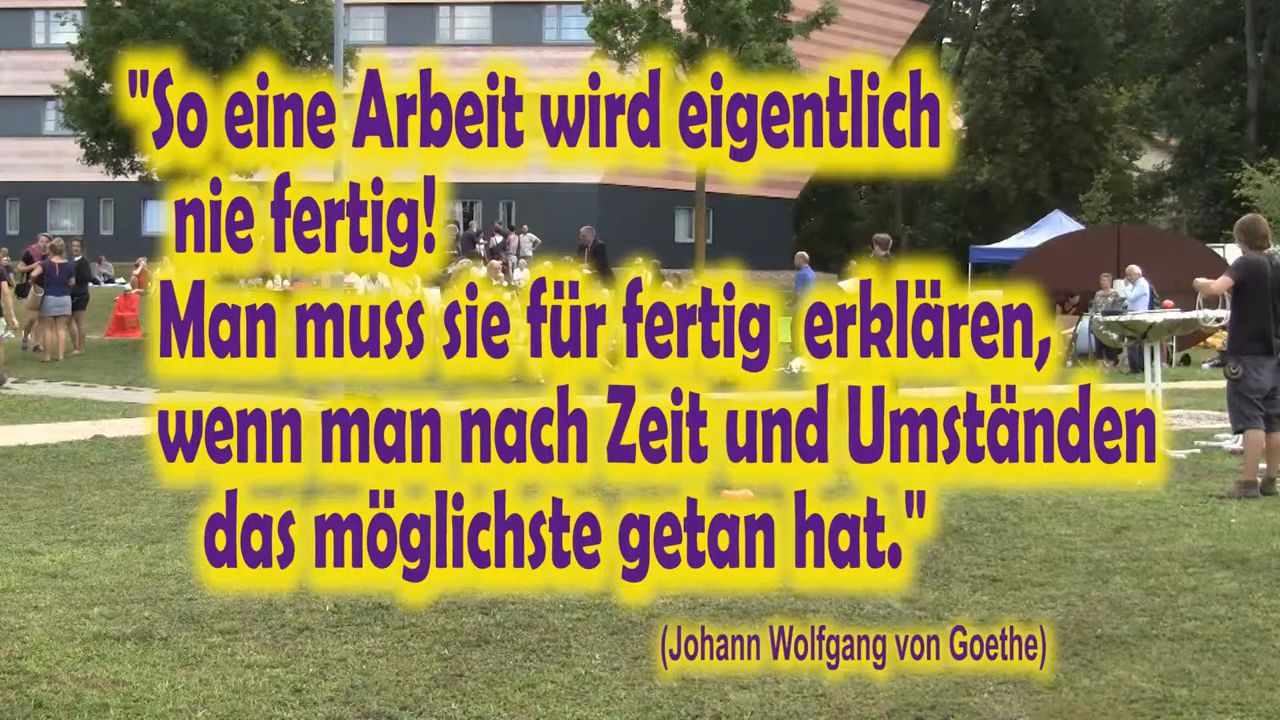 "So eine Arbeit wird eigentlich
nie fertig!
Man muss sie für fertig  erklären,
wenn man nach Zeit und Umständen
das möglichste getan hat."
(Johann Wolfgang von Goethe)